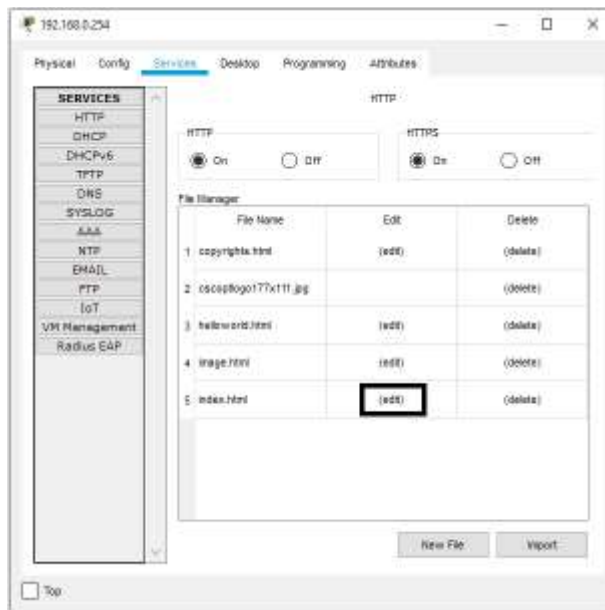 192.168.0.254
Physical Config Services Desktop Programming Attributes
SERVICES
HTTP
DHCP
DHCPv6
TFTP
DNS
SYSLOG
AAA
NTP
EMAIL
FTP
IoT
VM Management
Radius EAP
HTTP
HTTP
On Off
HTTPS
On Off
File Manager
File Name Edit Delete
1 copyrights.html (edit) (delete)
2 cscoptlogo177x111.jpg (delete)
3 helloworld.html (edit) (delete)
4 image.html (edit) (delete)
5 index.html (edit) (delete)
New File Import
Top